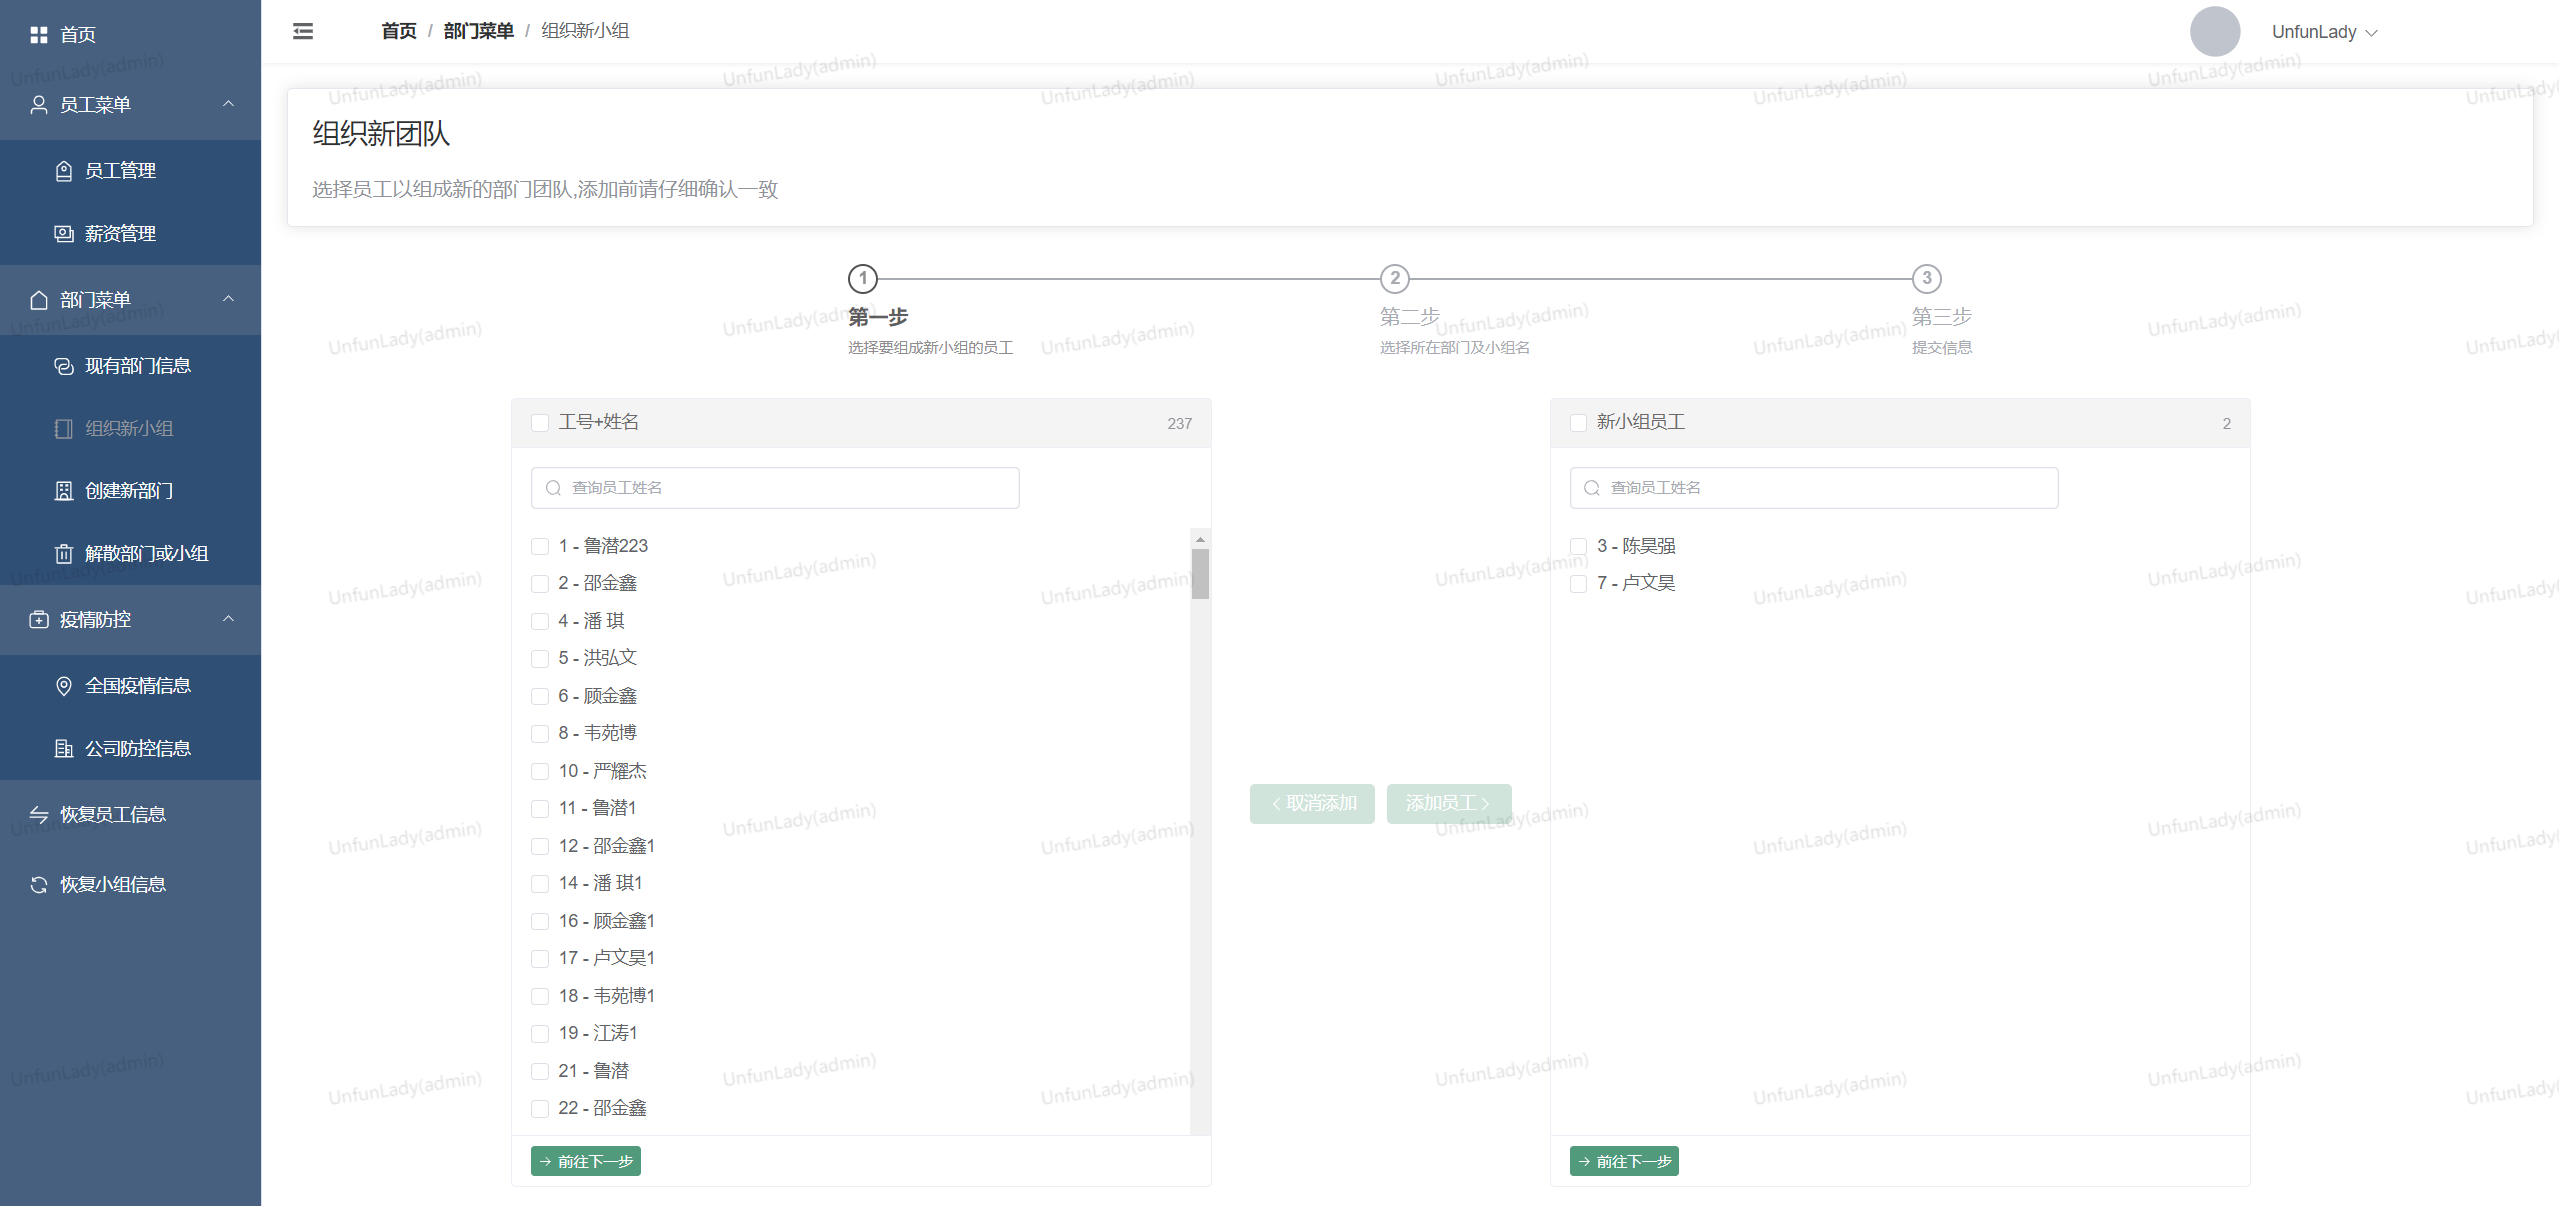 首页
员工菜单
员工管理
薪资管理
部门菜单
现有部门信息
组织新小组
创建新部门
解散部门或小组
疫情防控
全国疫情信息
公司防控信息
恢复员工信息
恢复小组信息
首页 / 部门菜单 / 组织新小组
UnfunLady
组织新团队
选择员工以组成新的部门团队,添加前请仔细确认一致
1
第一步
选择要组成新小组的员工
2
第二步
选择所在部门及小组名
3
第三步
提交信息
工号+姓名 237
查询员工姓名
1 - 鲁潜223
2 - 邵金鑫
4 - 潘 琪
5 - 洪弘文
6 - 顾金鑫
8 - 韦苑博
10 - 严耀杰
11 - 鲁潜1
12 - 邵金鑫1
14 - 潘 琪1
16 - 顾金鑫1
17 - 卢文昊1
18 - 韦苑博1
19 - 江涛1
21 - 鲁潜
22 - 邵金鑫
前往下一步
取消添加
添加员工
新小组员工 2
查询员工姓名
3 - 陈昊强
7 - 卢文昊
前往下一步
UnfunLady(admin)